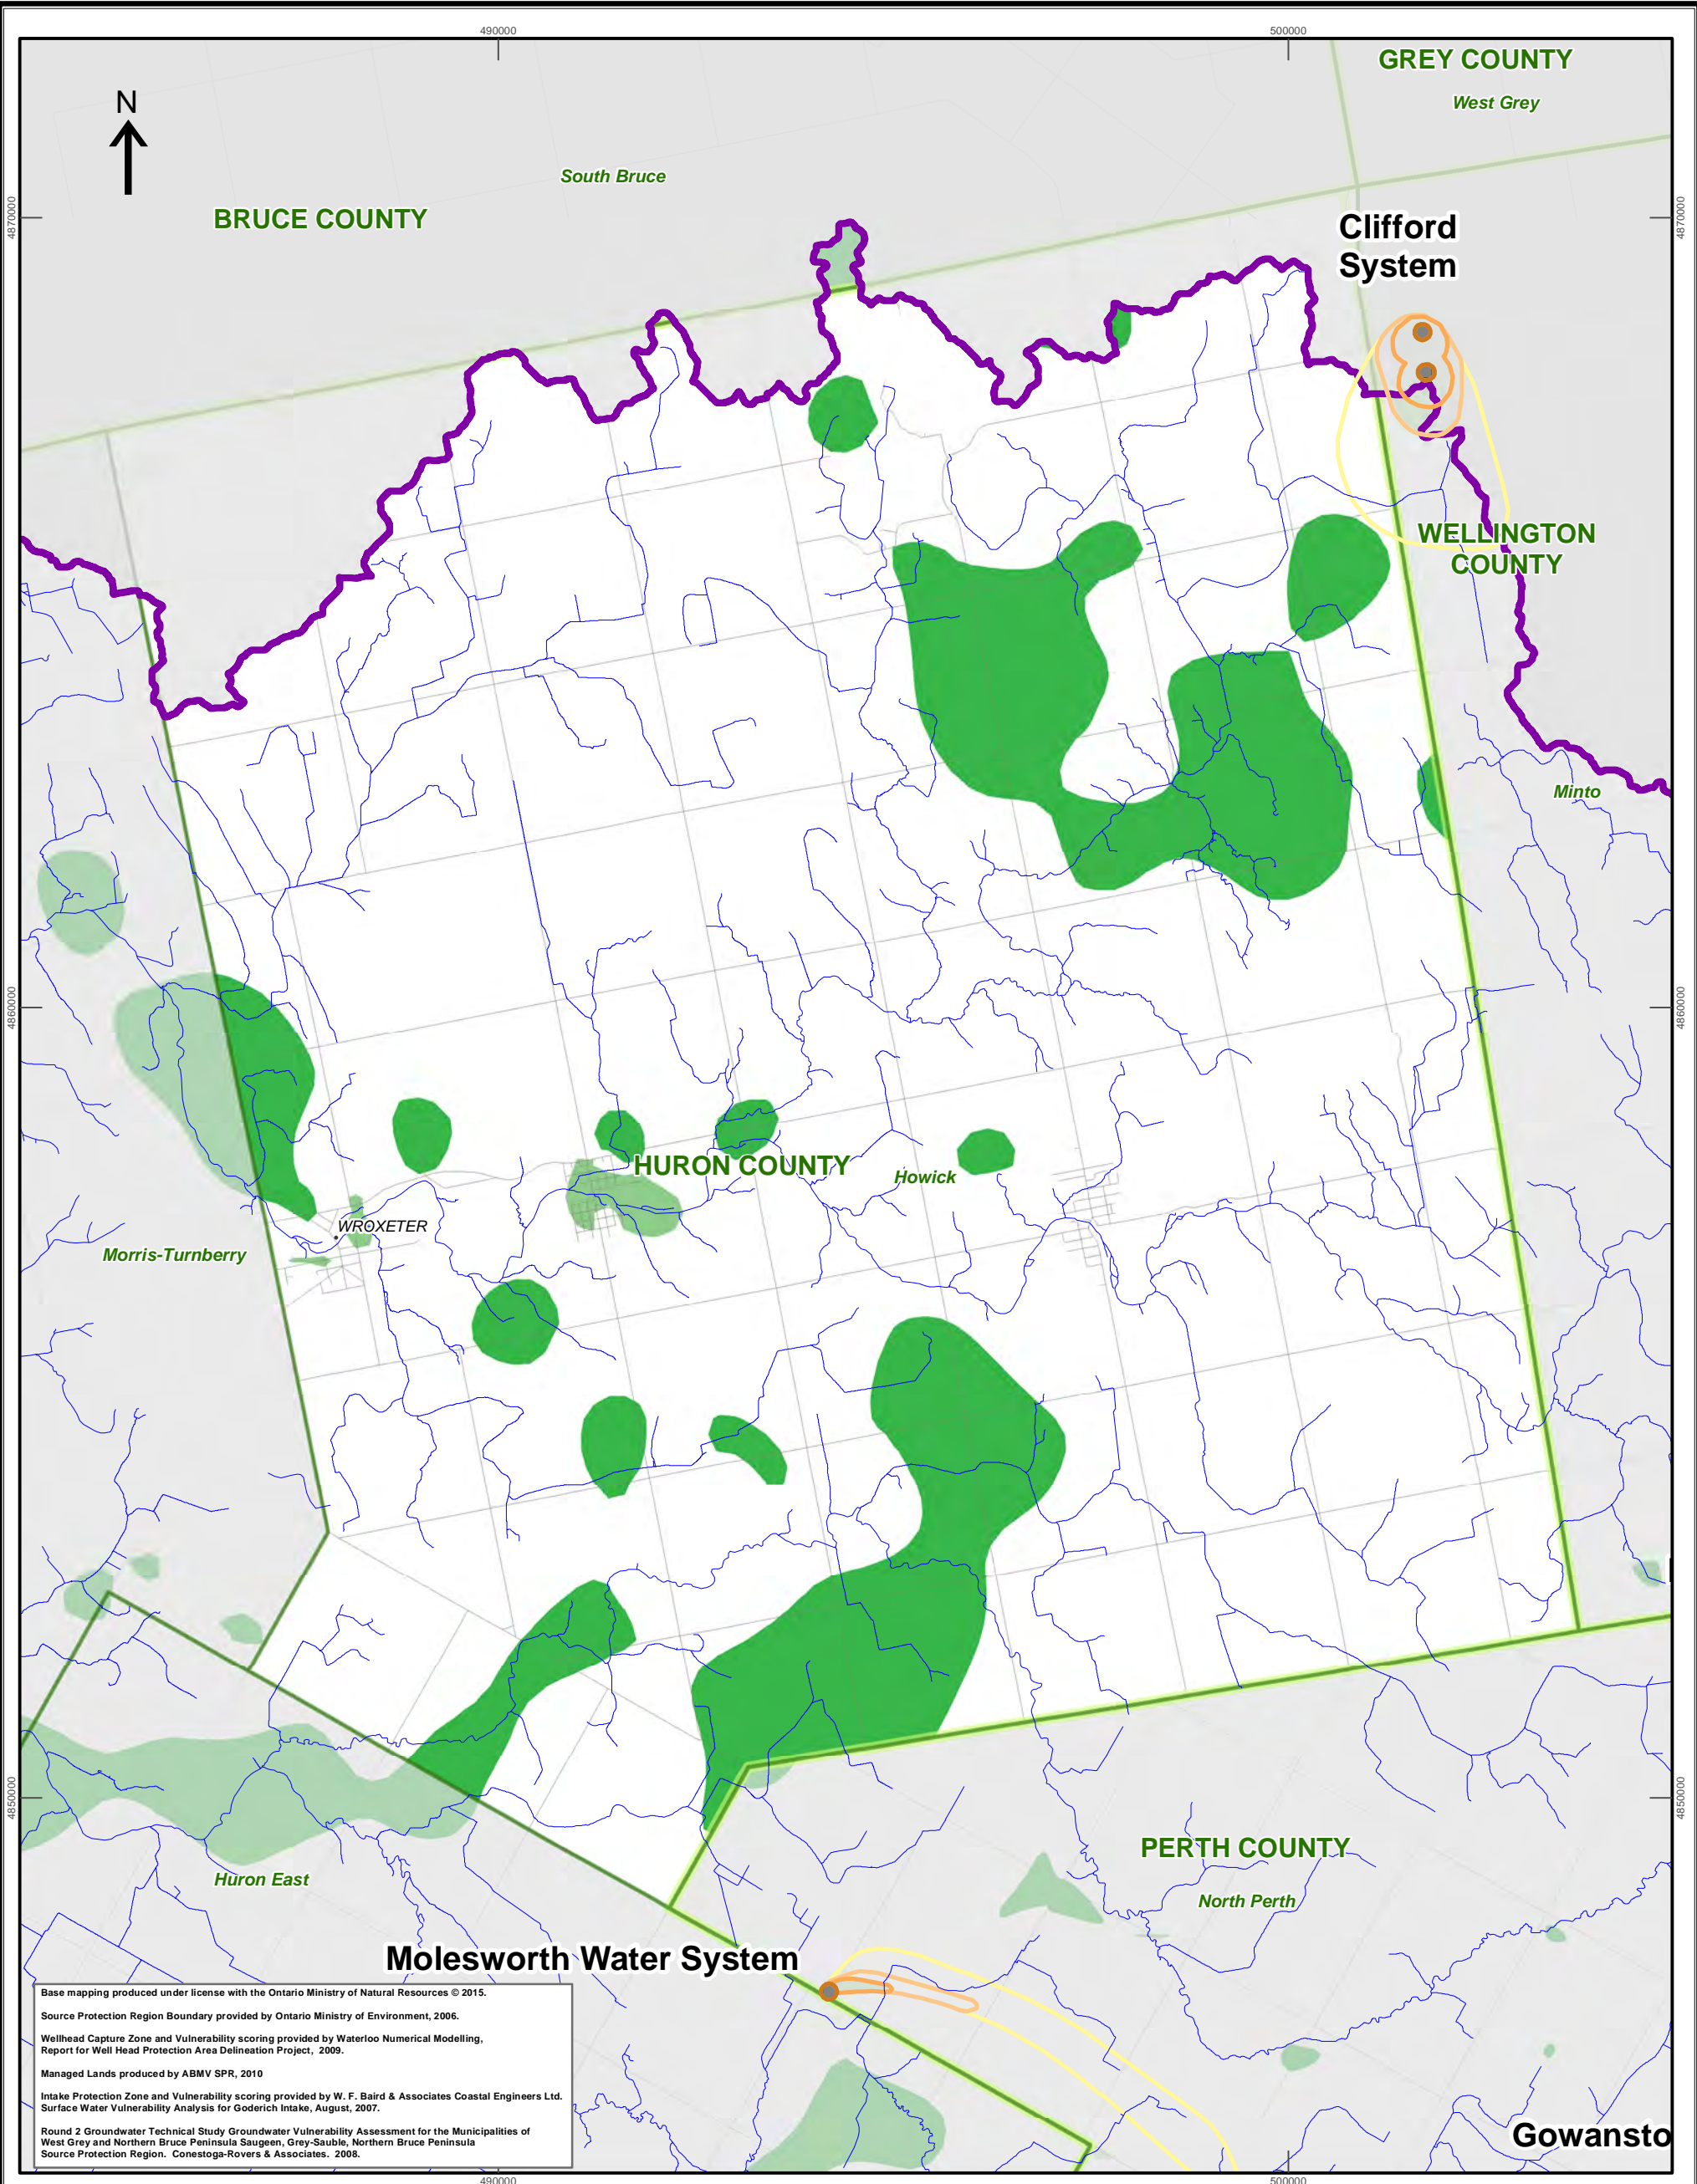 490000
500000
GREY COUNTY
West Grey
N
South Bruce
BRUCE COUNTY
4870000
4870000
Clifford
System
WELLINGTON
COUNTY
Minto
4860000
4860000
HURON COUNTY
Howick
WROXETER
Morris-Turnberry
4850000
4850000
PERTH COUNTY
North Perth
Huron East
Molesworth Water System
Gowansto
Base mapping produced under license with the Ontario Ministry of Natural Resources © 2015.
Source Protection Region Boundary provided by Ontario Ministry of Environment, 2006.
Wellhead Capture Zone and Vulnerability scoring provided by Waterloo Numerical Modelling,
Report for Well Head Protection Area Delineation Project, 2009.
Managed Lands produced by ABMV SPR, 2010
Intake Protection Zone and Vulnerability scoring provided by W. F. Baird & Associates Coastal Engineers Ltd.
Surface Water Vulnerability Analysis for Goderich Intake, August, 2007.
Round 2 Groundwater Technical Study Groundwater Vulnerability Assessment for the Municipalities of
West Grey and Northern Bruce Peninsula Saugeen, Grey-Sauble, Northern Bruce Peninsula
Source Protection Region. Conestoga-Rovers & Associates. 2008.
490000
500000